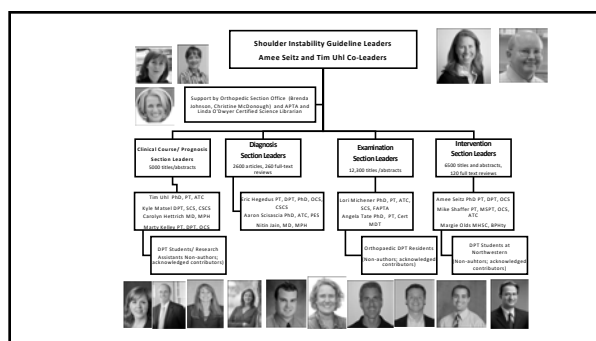 Shoulder Instability Guideline Leaders
Amee Seitz and Tim Uhl Co-Leaders
Support by Orthopedic Section Office (Brenda
Johnson, Christine McDonough) and APTA and
Linda O'Dwyer Certified Science Librarian
Clinical Course/ Prognosis
Section Leaders
5000 titles/abstracts
Diagnosis
Section Leaders
2600 articles, 260 full-text
reviews
Examination
Section Leaders
12,300 titles/abstracts
Intervention
Section Leaders
6500 titles and abstracts,
120 full text reviews
Tim Uhl PhD, PT, ATC
Kyle Matsel DPT, SCS, CSCS
Carolyn Hettrich MD, MPH
Marty Kelley PT, DPT, OCS
Eric Hegedus PT, DPT, PhD, OCS,
CSCS
Aaron Sciascia PhD, ATC, PES
Nitin Jain, MD, MPH
Lori Michener PhD, PT, ATC,
SCS, FAPTA
Angela Tate PhD, PT, Cert
MDT
Amee Seitz PhD PT, DPT, OCS
Mike Shaffer PT, MSPT, OCS,
ATC
Margie Olds MHSC, BPHty
DPT Students/ Research
Assistants Non-authors;
acknowledged contributors)
Orthopaedic DPT Residents
(Non-authors; acknowledged
contributors)
DPT Students at
Northwestern
(Non-authors; acknowledged
contributors)